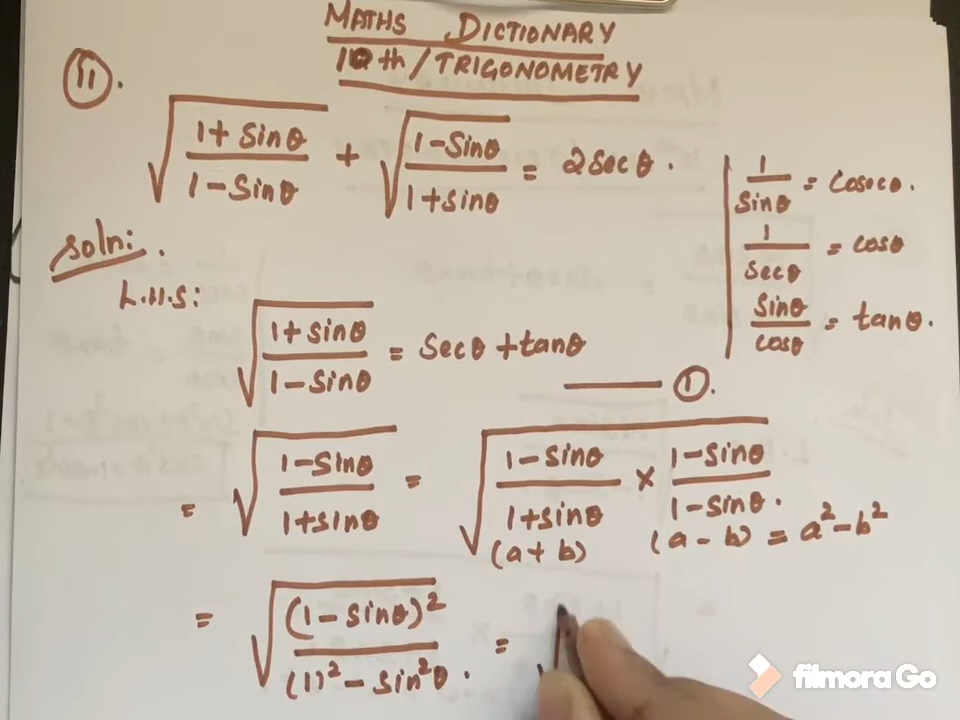 MATHS DICTIONARY
10th / TRIGONOMETRY
11.
√((1 + Sinθ)/(1 - Sinθ)) + √((1 - Sinθ)/(1 + Sinθ)) = 2 Sec θ .
1/Sinθ = Cosecθ.
1/Secθ = cosθ
Sinθ/Cosθ = tanθ.
Soln: .
L.H.S:
√((1 + Sinθ)/(1 - Sinθ)) = Secθ + tanθ
——— ①.
= √((1 - Sinθ)/(1 + Sinθ)) = √((1 - Sinθ)/(1 + Sinθ) × (1 - Sinθ)/(1 - Sinθ)) .
(a + b) (a - b) = a² - b²
= √((1 - Sinθ)²/((1)² - Sin²θ)) . = √
filmora Go